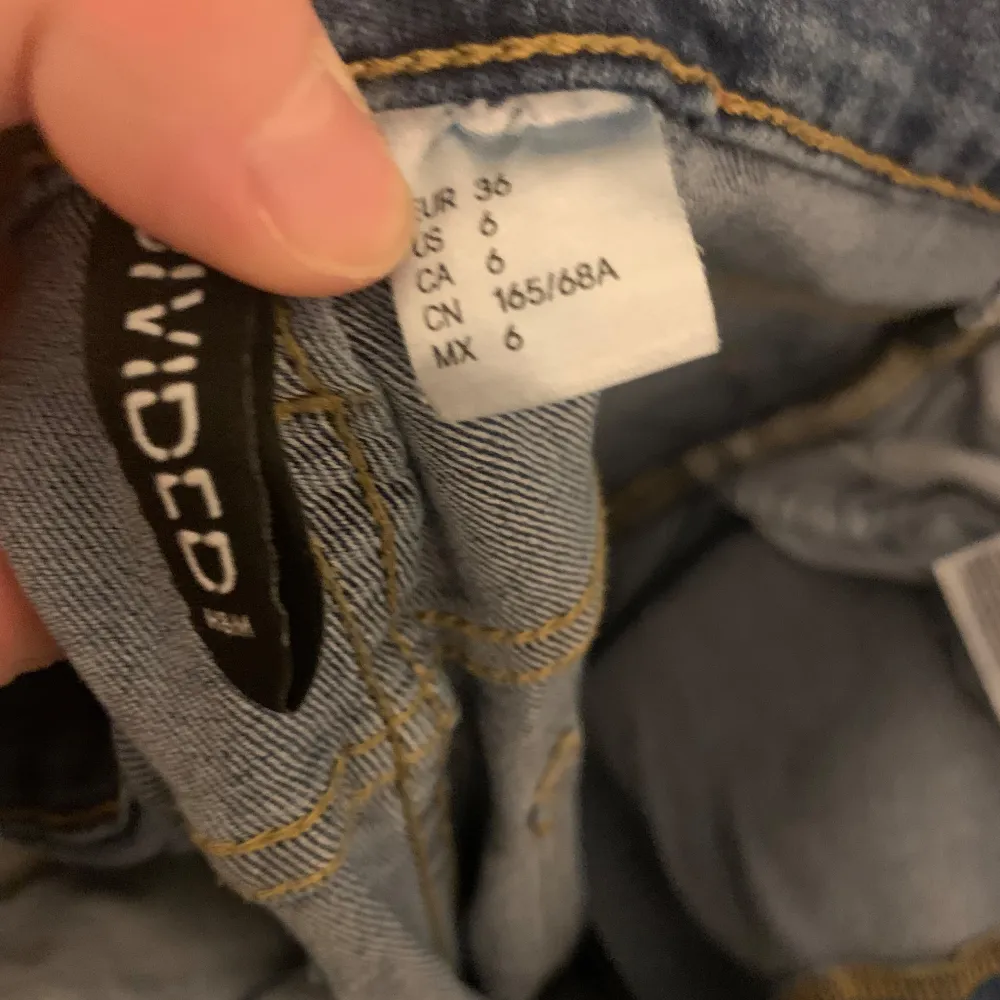 EUR 36
US 6
CA 6
CN 165/68A
MX 6
DIVIDED
H&M